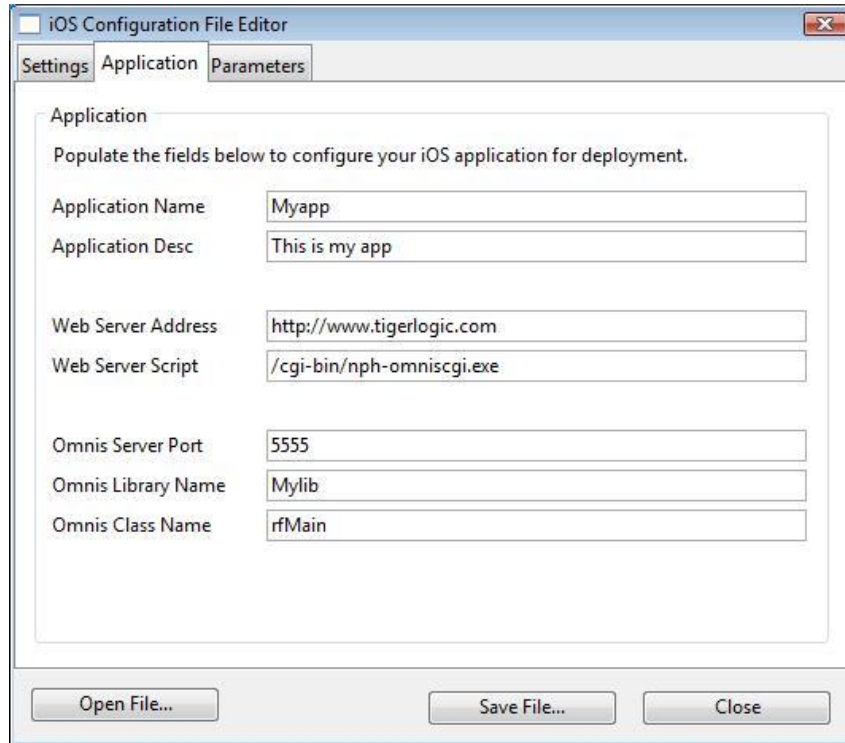 iOS Configuration File Editor
Settings Application Parameters
Application
Populate the fields below to configure your iOS application for deployment.
Application Name Myapp
Application Desc This is my app
Web Server Address http://www.tigerlogic.com
Web Server Script /cgi-bin/nph-omniscgi.exe
Omnis Server Port 5555
Omnis Library Name Mylib
Omnis Class Name rfMain
Open File... Save File... Close